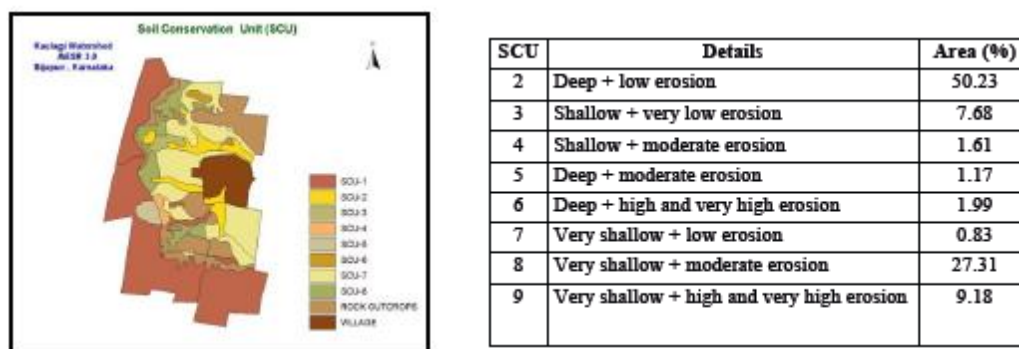 Soil Conservation Unit (SCU)
Kaulagi Watershed
Bijapur, Karnataka
SCU-1
SCU-2
SCU-3
SCU-4
SCU-5
SCU-6
SCU-7
SCU-8
ROCK OUTCROPS
VILLAGE
SCU Details Area (%)
2 Deep + low erosion 50.23
3 Shallow + very low erosion 7.68
4 Shallow + moderate erosion 1.61
5 Deep + moderate erosion 1.17
6 Deep + high and very high erosion 1.99
7 Very shallow + low erosion 0.83
8 Very shallow + moderate erosion 27.31
9 Very shallow + high and very high erosion 9.18